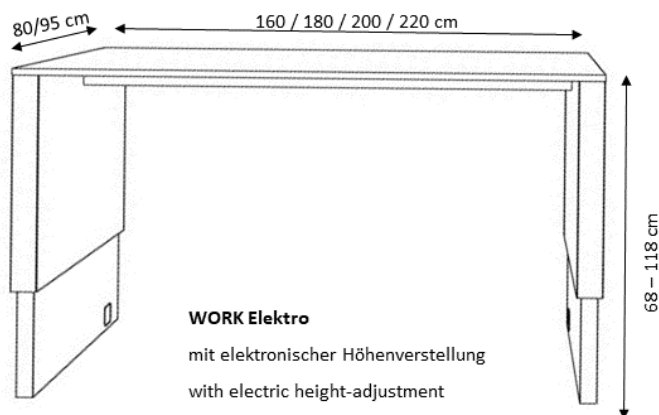 80/95 cm
160 / 180 / 200 / 220 cm
68 – 118 cm
WORK Elektro
mit elektronischer Höhenverstellung
with electric height-adjustment